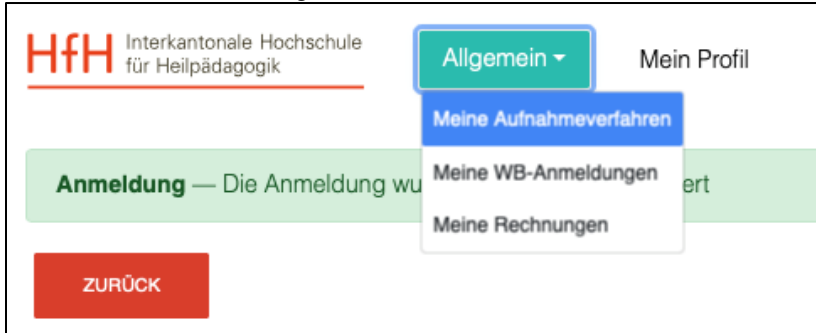 HfH Interkantonale Hochschule
für Heilpädagogik
Allgemein
Mein Profil
Meine Aufnahmeverfahren
Meine WB-Anmeldungen
Meine Rechnungen
Anmeldung — Die Anmeldung wu
ert
ZURÜCK